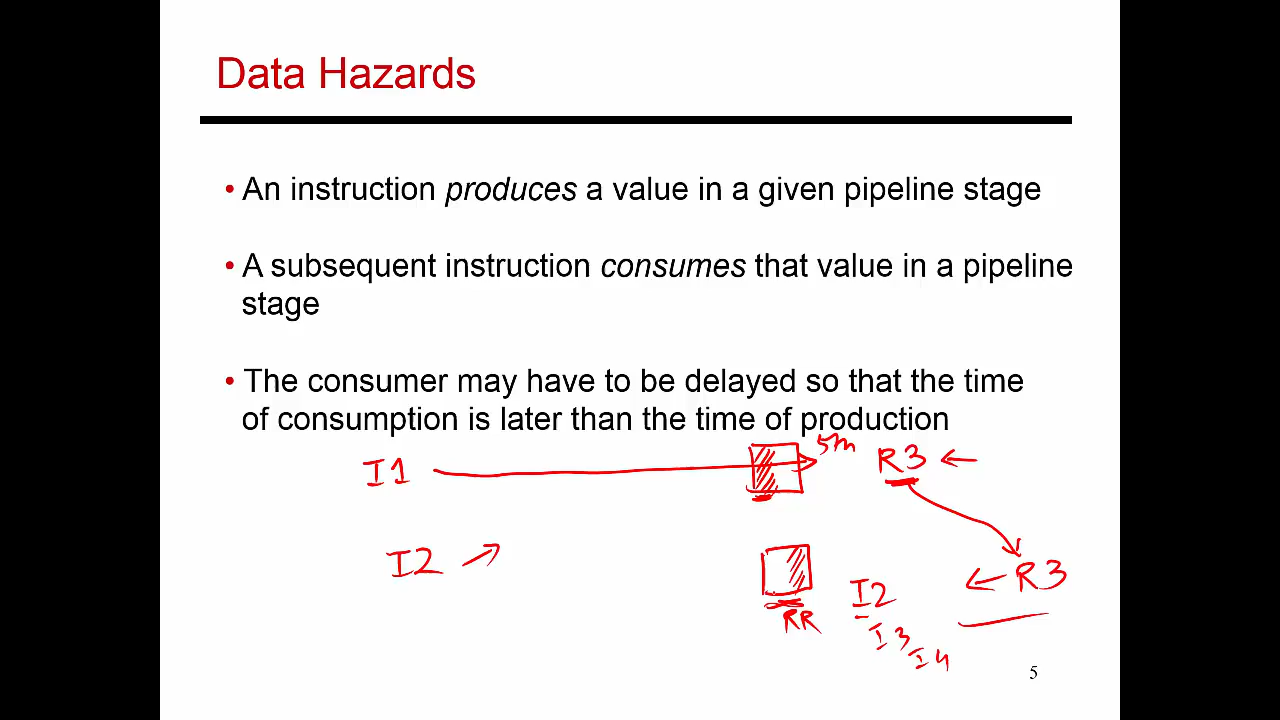 Data Hazards
• An instruction produces a value in a given pipeline stage
• A subsequent instruction consumes that value in a pipeline
stage
• The consumer may have to be delayed so that the time
of consumption is later than the time of production
I1 R3 ←
I2 ← R3
RR I2
I3
I4
5